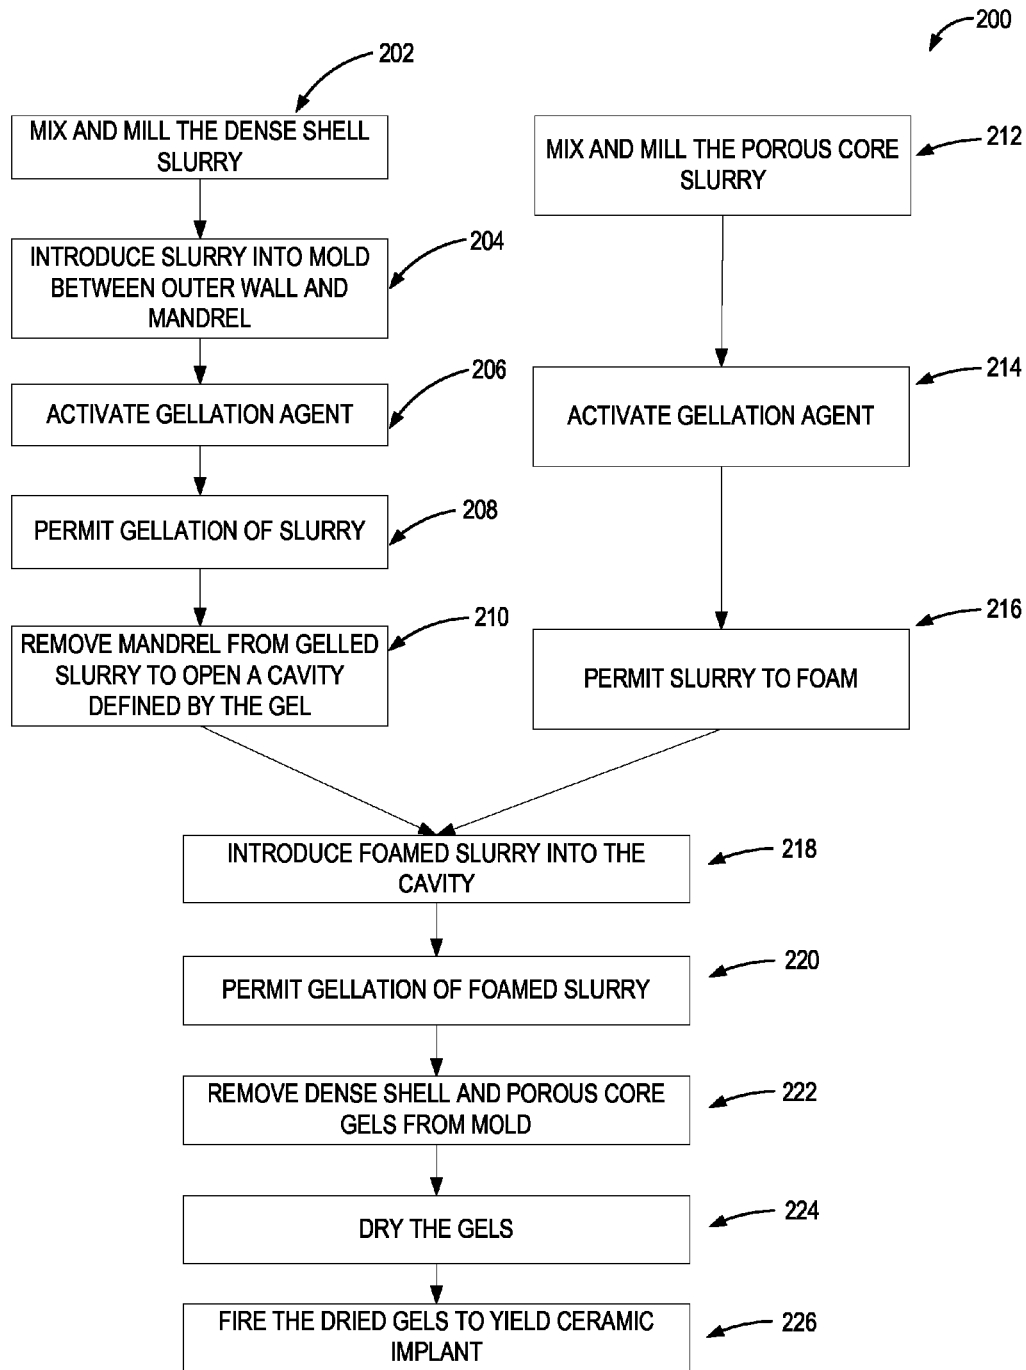 200
202
MIX AND MILL THE DENSE SHELL
SLURRY
212
MIX AND MILL THE POROUS CORE
SLURRY
204
INTRODUCE SLURRY INTO MOLD
BETWEEN OUTER WALL AND
MANDREL
206
ACTIVATE GELLATION AGENT
214
ACTIVATE GELLATION AGENT
208
PERMIT GELLATION OF SLURRY
210
REMOVE MANDREL FROM GELLED
SLURRY TO OPEN A CAVITY
DEFINED BY THE GEL
216
PERMIT SLURRY TO FOAM
218
INTRODUCE FOAMED SLURRY INTO THE
CAVITY
220
PERMIT GELLATION OF FOAMED SLURRY
222
REMOVE DENSE SHELL AND POROUS CORE
GELS FROM MOLD
224
DRY THE GELS
226
FIRE THE DRIED GELS TO YIELD CERAMIC
IMPLANT